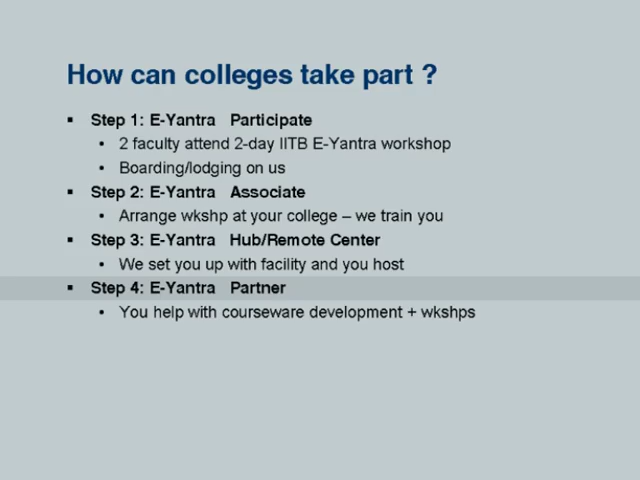 How can colleges take part ?
▪ Step 1: E-Yantra Participate
• 2 faculty attend 2-day IITB E-Yantra workshop
• Boarding/lodging on us
▪ Step 2: E-Yantra Associate
• Arrange wkshp at your college – we train you
▪ Step 3: E-Yantra Hub/Remote Center
• We set you up with facility and you host
▪ Step 4: E-Yantra Partner
• You help with courseware development + wkshps